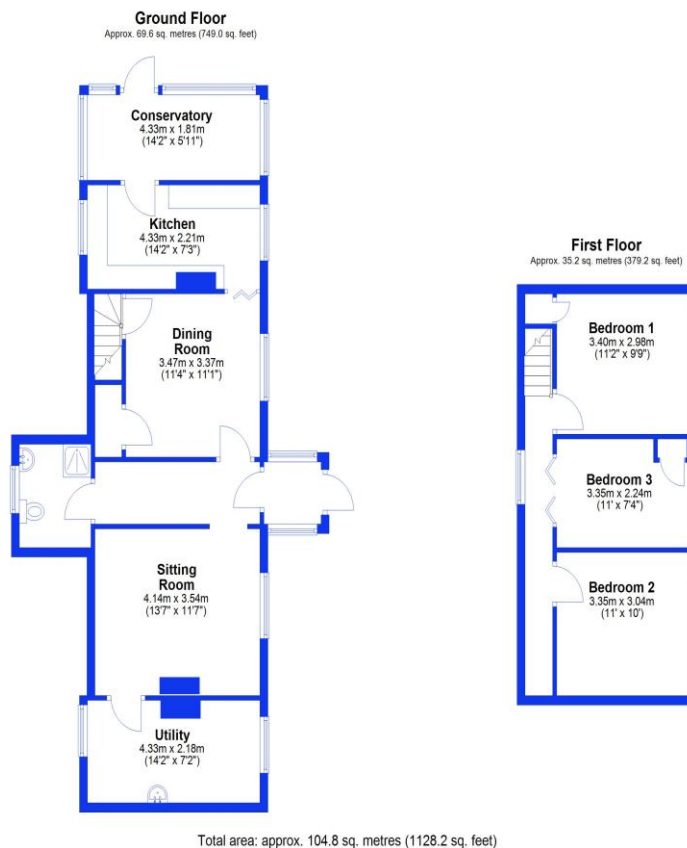 Ground Floor
Approx. 69.6 sq. metres (749.0 sq. feet)
Conservatory
4.33m x 1.81m
(14'2" x 5'11")
Kitchen
4.33m x 2.21m
(14'2" x 7'3")
Dining
Room
3.47m x 3.37m
(11'4" x 11'1")
Sitting
Room
4.14m x 3.54m
(13'7" x 11'7")
Utility
4.33m x 2.18m
(14'2" x 7'2")
First Floor
Approx. 35.2 sq. metres (379.2 sq. feet)
Bedroom 1
3.40m x 2.98m
(11'2" x 9'9")
Bedroom 3
3.35m x 2.24m
(11' x 7'4")
Bedroom 2
3.35m x 3.04m
(11' x 10')
Total area: approx. 104.8 sq. metres (1128.2 sq. feet)